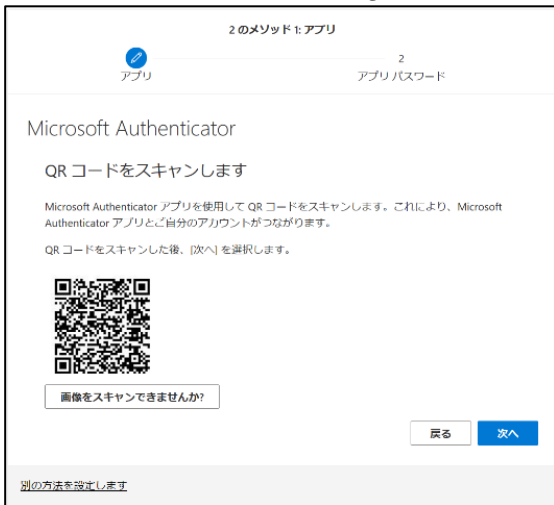 2 のメソッド 1: アプリ
アプリ
2
アプリ パスワード
Microsoft Authenticator
QR コードをスキャンします
Microsoft Authenticator アプリを使用して QR コードをスキャンします。これにより、Microsoft
Authenticator アプリとご自分のアカウントがつながります。
QR コードをスキャンした後、[次へ] を選択します。
画像をスキャンできませんか?
戻る
次へ
別の方法を設定します